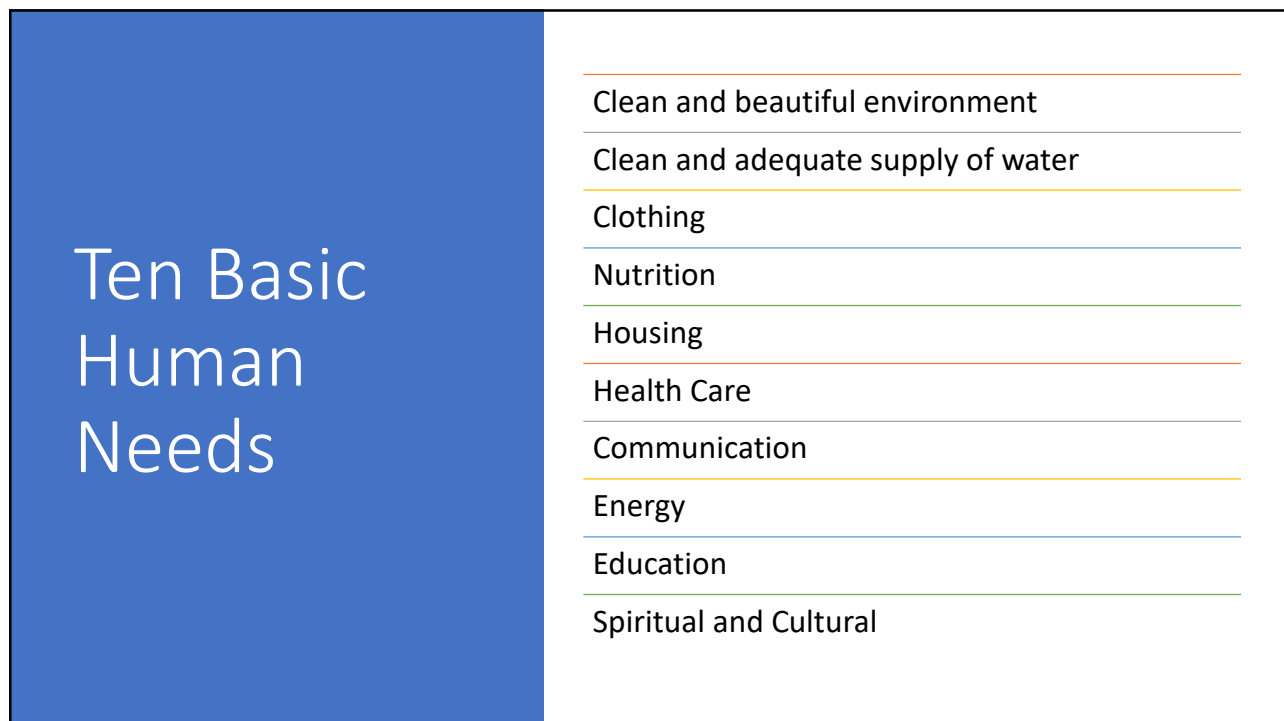 Ten Basic
Human
Needs
Clean and beautiful environment
Clean and adequate supply of water
Clothing
Nutrition
Housing
Health Care
Communication
Energy
Education
Spiritual and Cultural